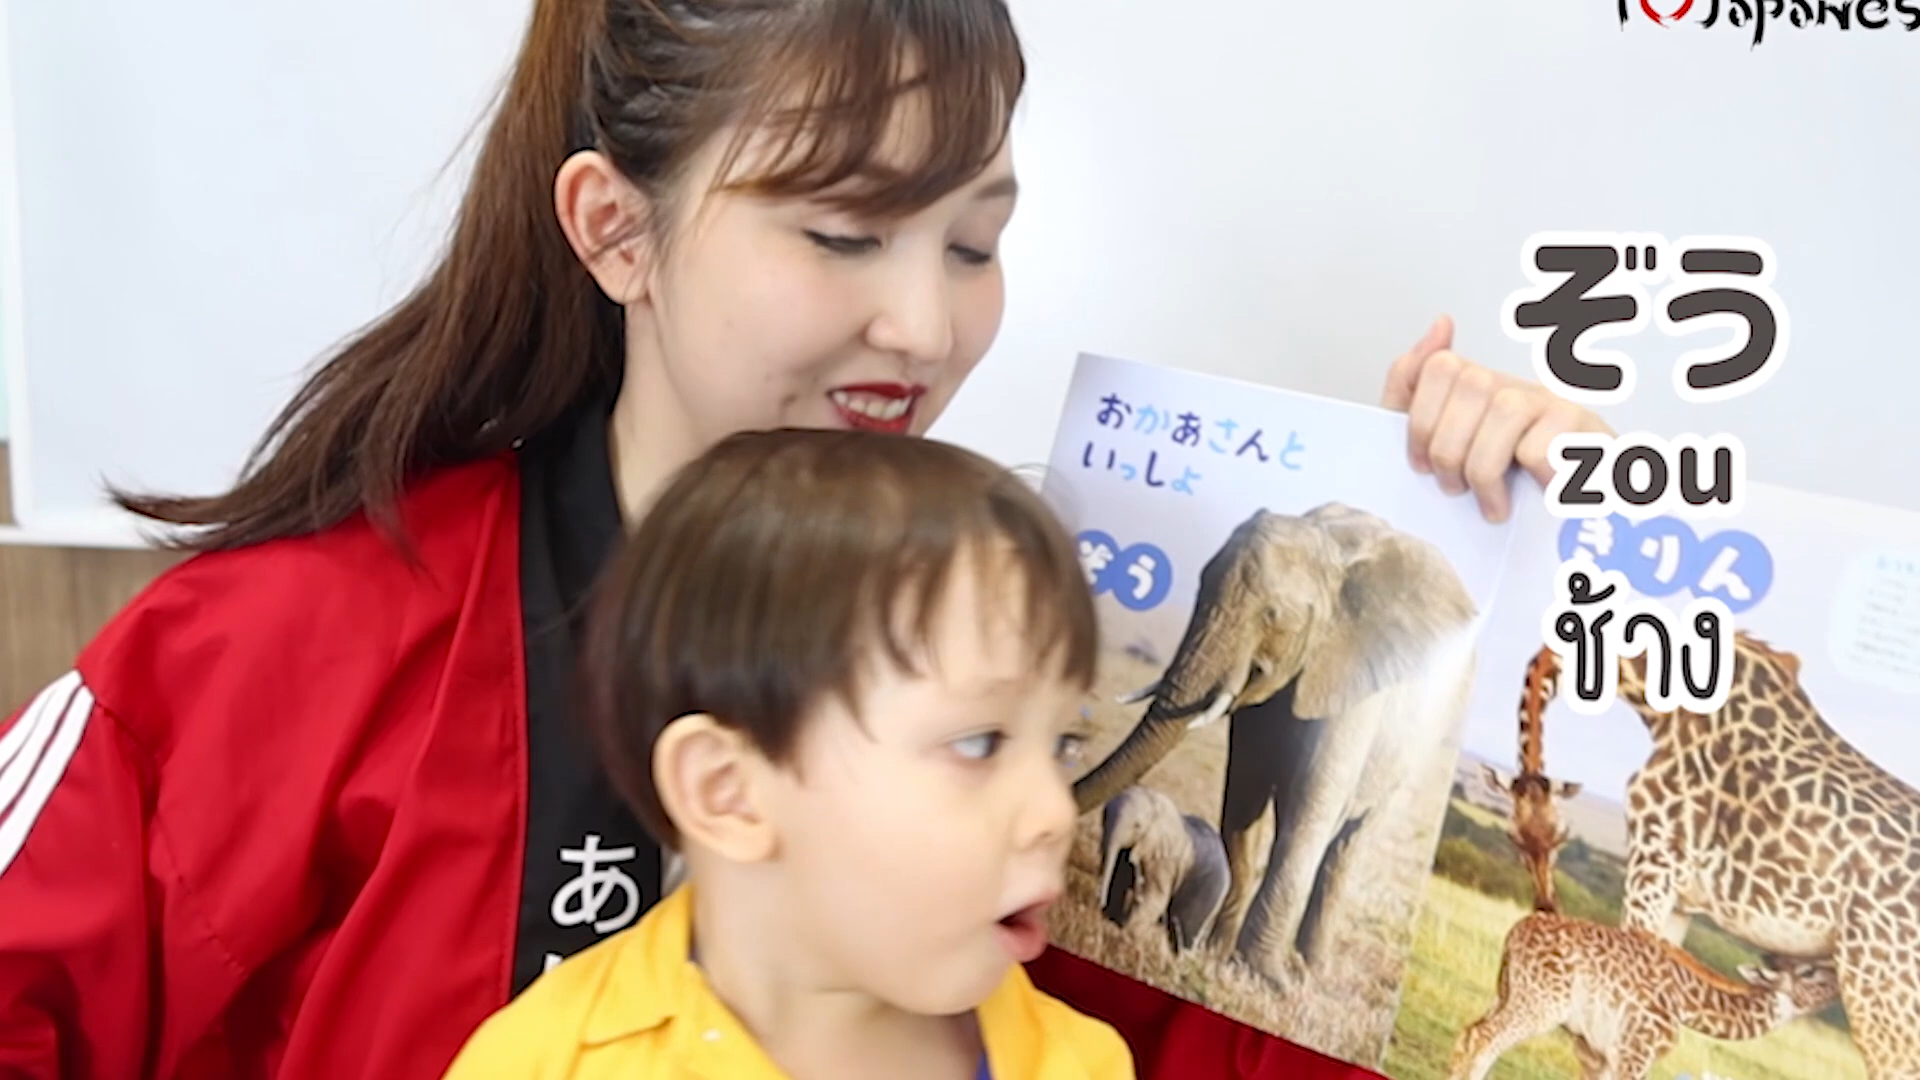 ぞう
zou
ช้าง
おかあさんと
いっしょ
ぞう
きりん
あ